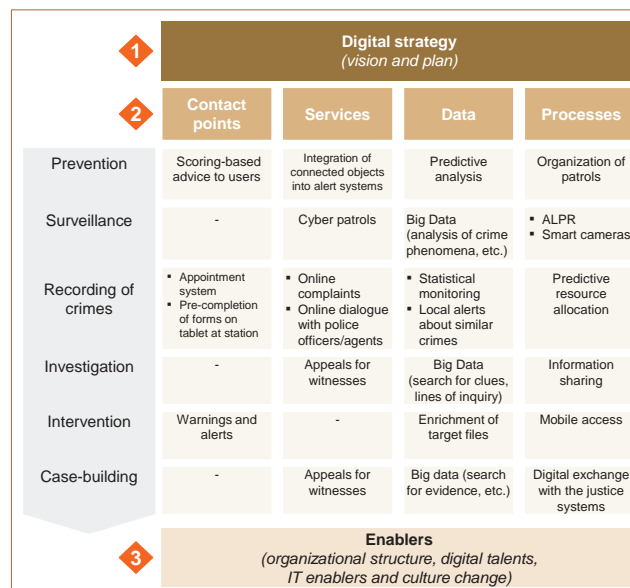 1
Digital strategy
(vision and plan)
2
Contact
points
Services
Data
Processes
Prevention
Scoring-based
advice to users
Integration of
connected objects
into alert systems
Predictive
analysis
Organization of
patrols
Surveillance
-
Cyber patrols
Big Data
(analysis of crime
phenomena, etc.)
▪ ALPR
▪ Smart cameras
Recording of
crimes
▪ Appointment
system
▪ Pre-completion
of forms on
tablet at station
▪ Online
complaints
▪ Online dialogue
with police
officers/agents
▪ Statistical
monitoring
▪ Local alerts
about similar
crimes
Predictive
resource
allocation
Investigation
-
Appeals for
witnesses
Big Data
(search for clues,
lines of inquiry)
Information
sharing
Intervention
Warnings and
alerts
-
Enrichment of
target files
Mobile access
Case-building
-
Appeals for
witnesses
Big data (search
for evidence, etc.)
Digital exchange
with the justice
systems
3
Enablers
(organizational structure, digital talents,
IT enablers and culture change)